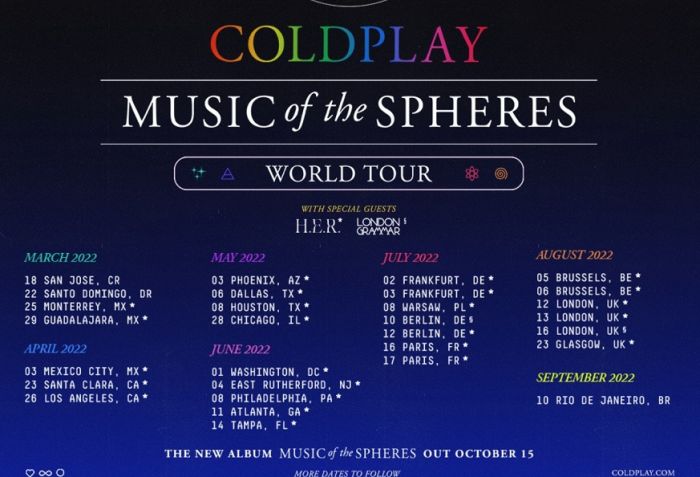 COLDPLAY
MUSIC of the SPHERES
WORLD TOUR
WITH SPECIAL GUESTS
H.E.R.* LONDON GRAMMAR §
MARCH 2022
18 SAN JOSE, CR
22 SANTO DOMINGO, DR
25 MONTERREY, MX *
29 GUADALAJARA, MX *
APRIL 2022
03 MEXICO CITY, MX *
23 SANTA CLARA, CA *
26 LOS ANGELES, CA *
MAY 2022
03 PHOENIX, AZ *
06 DALLAS, TX *
08 HOUSTON, TX *
28 CHICAGO, IL *
JUNE 2022
01 WASHINGTON, DC *
04 EAST RUTHERFORD, NJ *
08 PHILADELPHIA, PA *
11 ATLANTA, GA *
14 TAMPA, FL *
JULY 2022
02 FRANKFURT, DE *
03 FRANKFURT, DE *
08 WARSAW, PL *
10 BERLIN, DE §
12 BERLIN, DE *
16 PARIS, FR *
17 PARIS, FR *
AUGUST 2022
05 BRUSSELS, BE *
06 BRUSSELS, BE *
12 LONDON, UK *
13 LONDON, UK *
16 LONDON, UK §
23 GLASGOW, UK *
SEPTEMBER 2022
10 RIO DE JANEIRO, BR
THE NEW ALBUM MUSIC of the SPHERES OUT OCTOBER 15
MORE DATES TO FOLLOW
COLDPLAY.COM